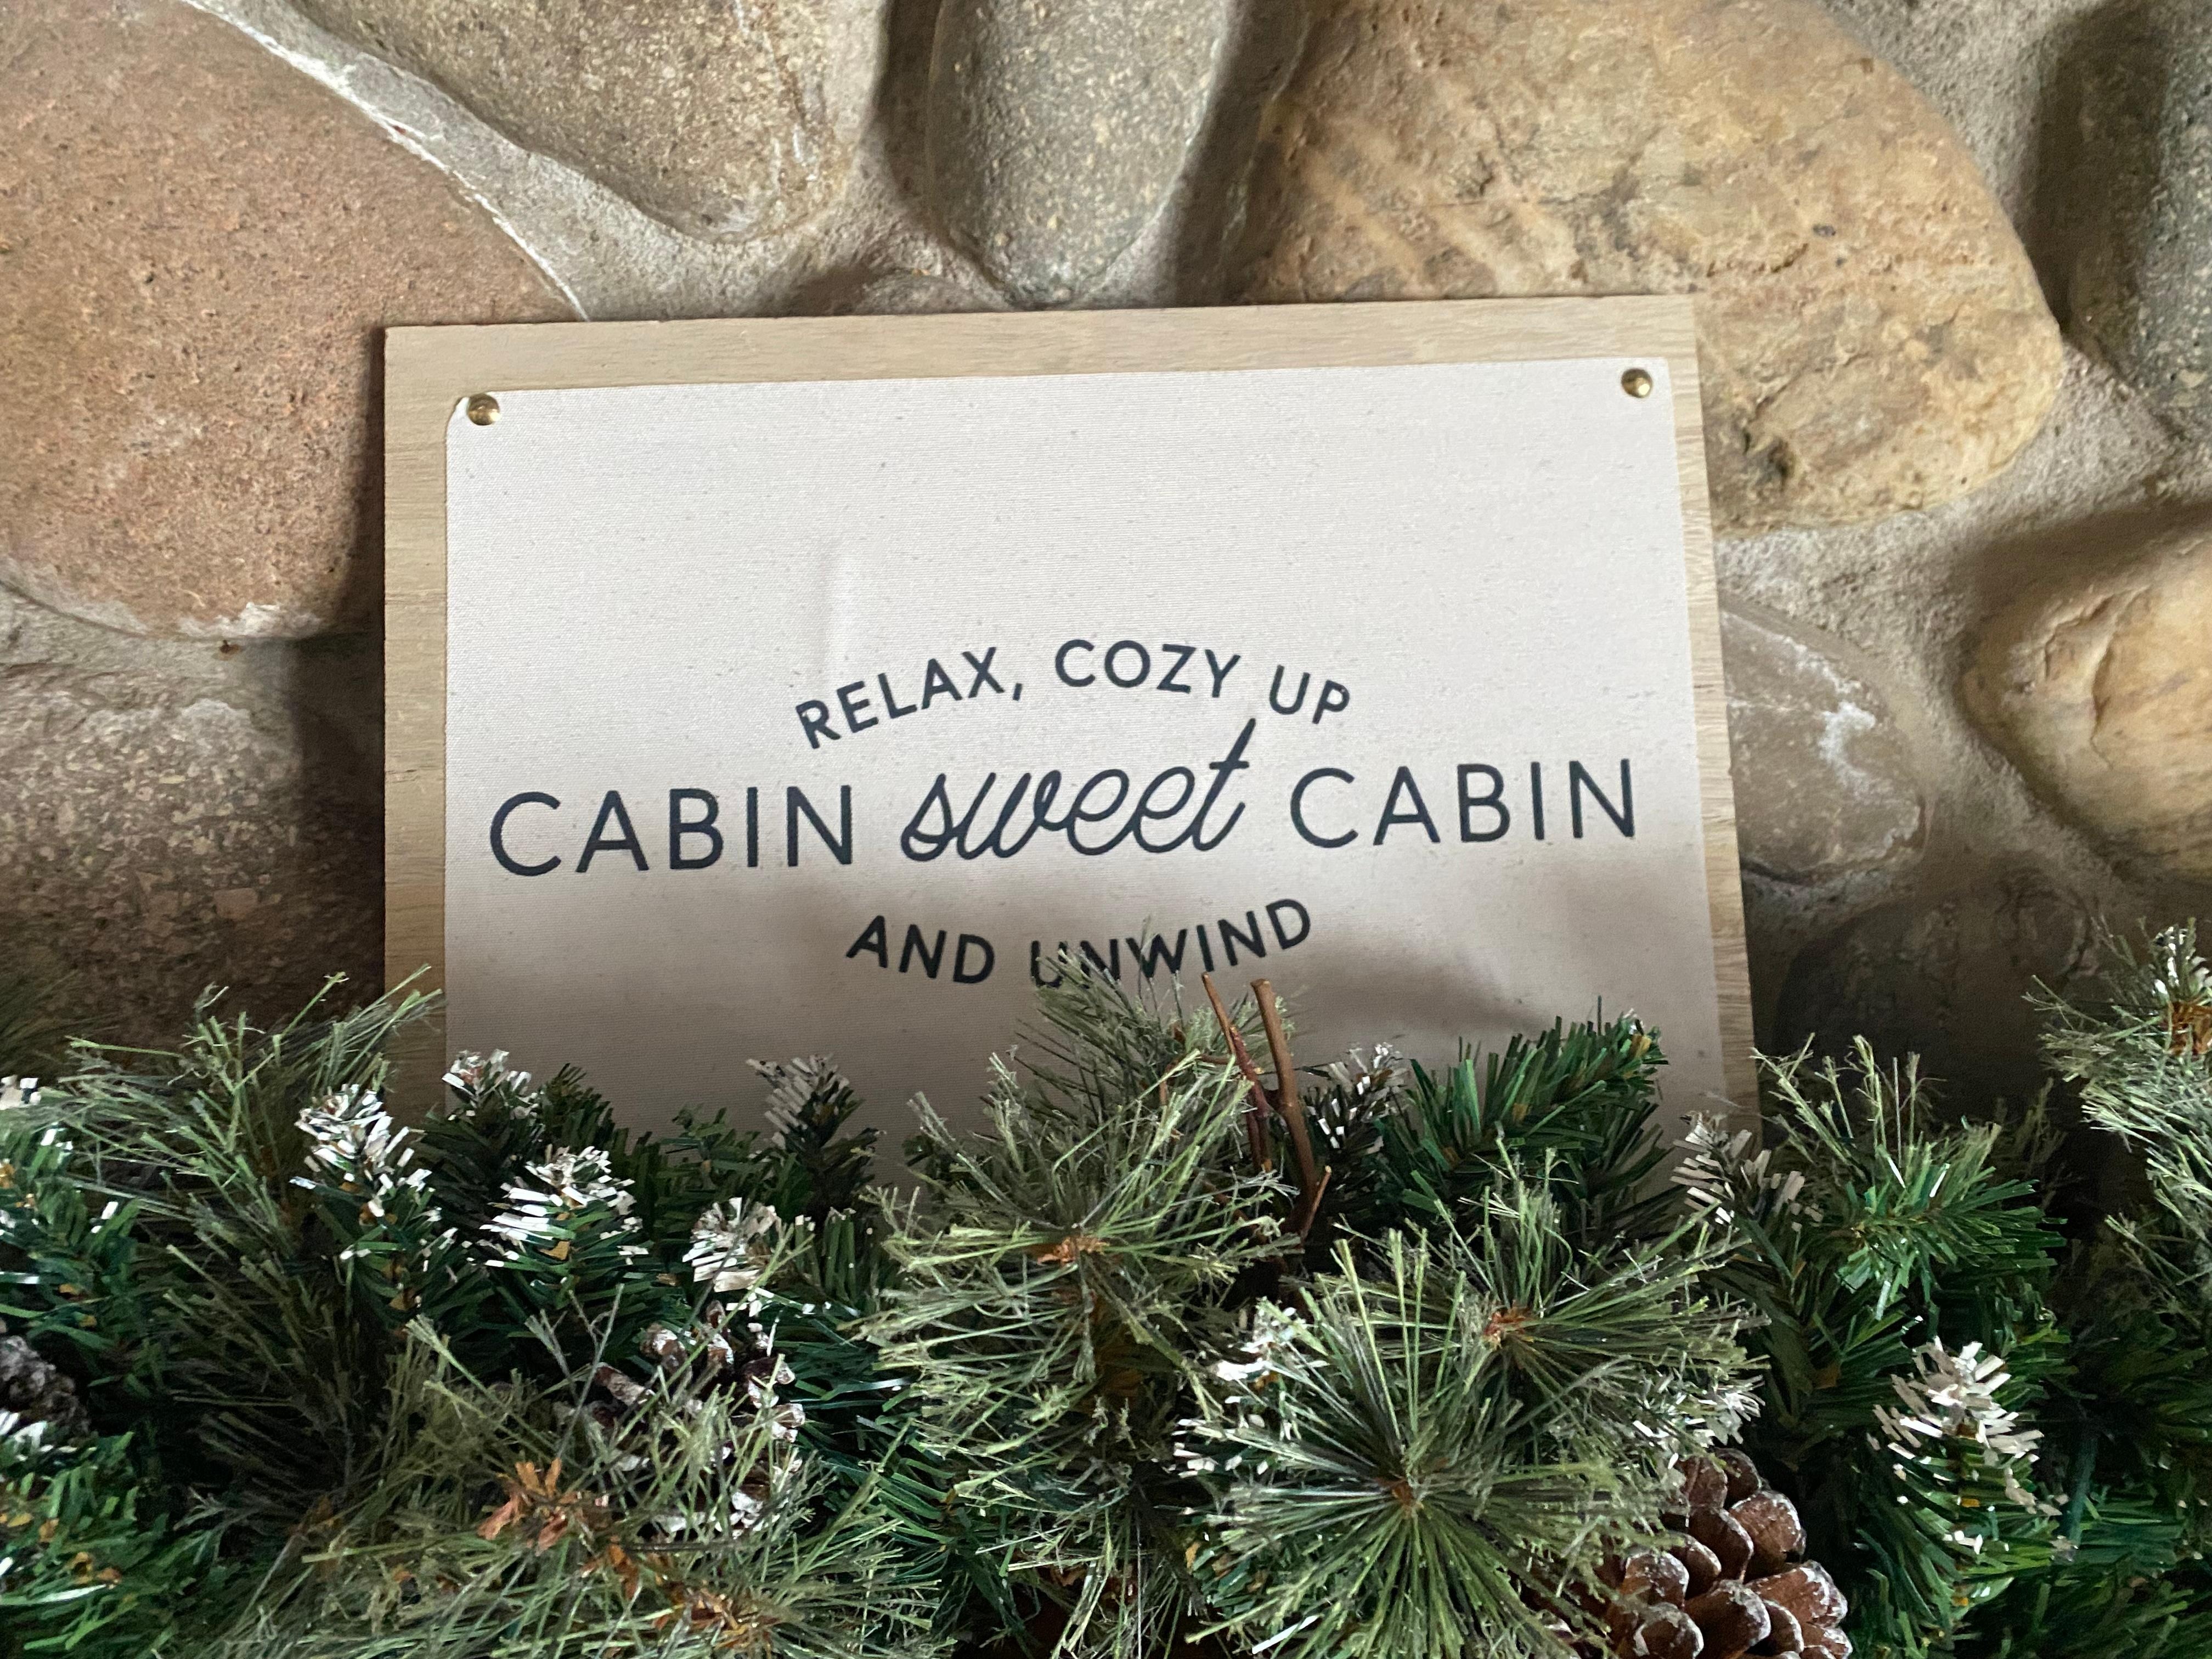 RELAX, COZY UP
CABIN sweet CABIN
AND UNWIND